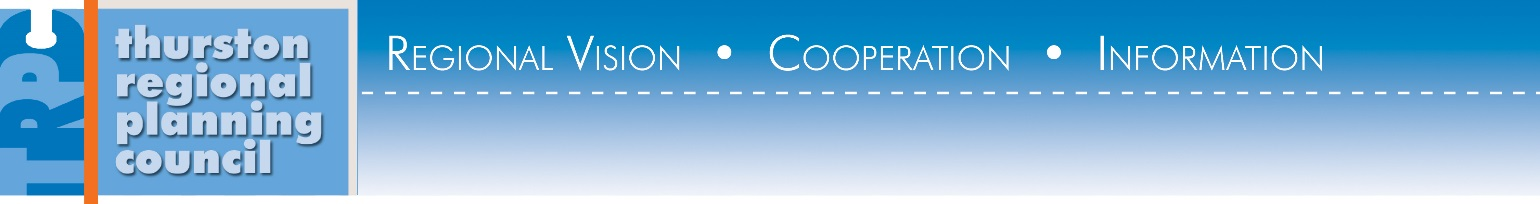 TRPC
thurston
regional
planning
council
Regional Vision • Cooperation • Information